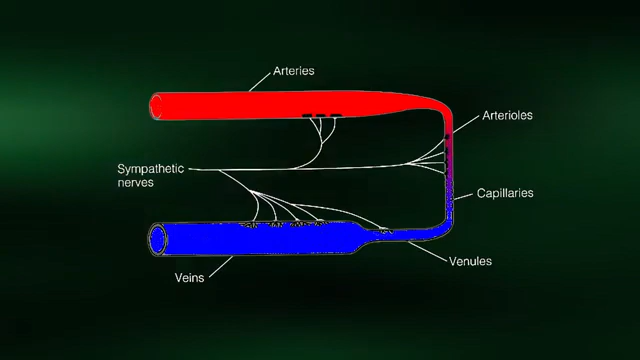 Arteries
Arterioles
Sympathetic
nerves
Capillaries
Venules
Veins